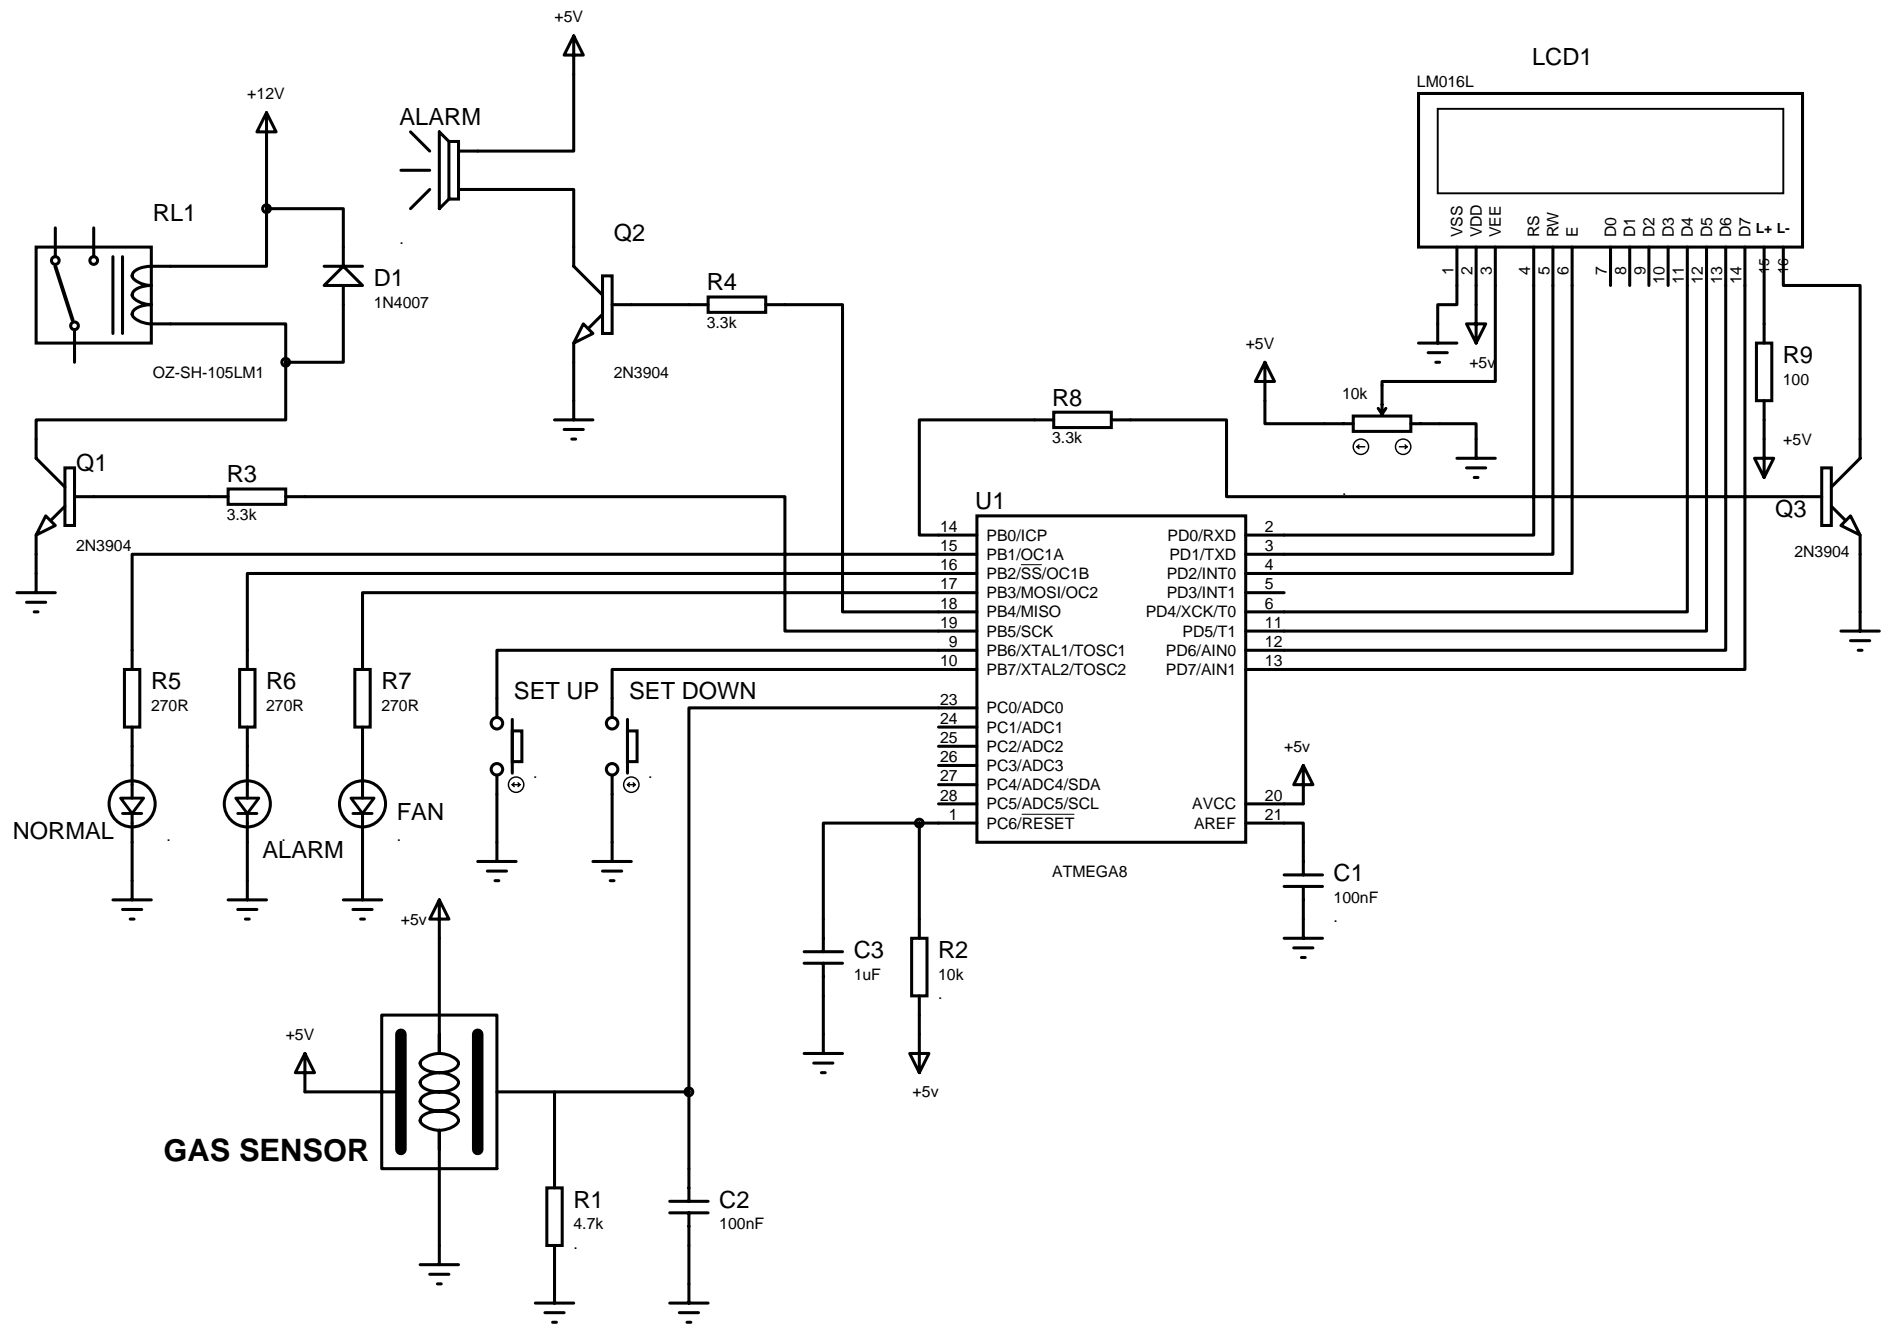 +5V
LCD1
LM016L
+12V
ALARM
RL1
Q2
VSS
VDD
VEE
RS
RW
E
D0
D1
D2
D3
D4
D5
D6
D7
L+
L-
1
2
3
4
5
6
7
8
9
10
11
12
13
14
15
16
D1
1N4007
R4
3.3k
OZ-SH-105LM1
2N3904
+5V
+5v
R9
100
10k
R8
3.3k
+5V
Q1
R3
3.3k
2N3904
U1
Q3
2N3904
14 PB0/ICP PD0/RXD 2
15 PB1/OC1A PD1/TXD 3
16 PB2/SS/OC1B PD2/INT0 4
17 PB3/MOSI/OC2 PD3/INT1 5
18 PB4/MISO PD4/XCK/T0 6
19 PB5/SCK PD5/T1 11
9 PB6/XTAL1/TOSC1 PD6/AIN0 12
10 PB7/XTAL2/TOSC2 PD7/AIN1 13
23 PC0/ADC0
24 PC1/ADC1
25 PC2/ADC2
26 PC3/ADC3
27 PC4/ADC4/SDA
28 PC5/ADC5/SCL AVCC 20
1 PC6/RESET AREF 21
ATMEGA8
R5
270R
R6
270R
R7
270R
SET UP
SET DOWN
+5v
NORMAL
ALARM
FAN
C1
100nF
+5v
C3
1uF
R2
10k
+5v
+5V
GAS SENSOR
R1
4.7k
C2
100nF